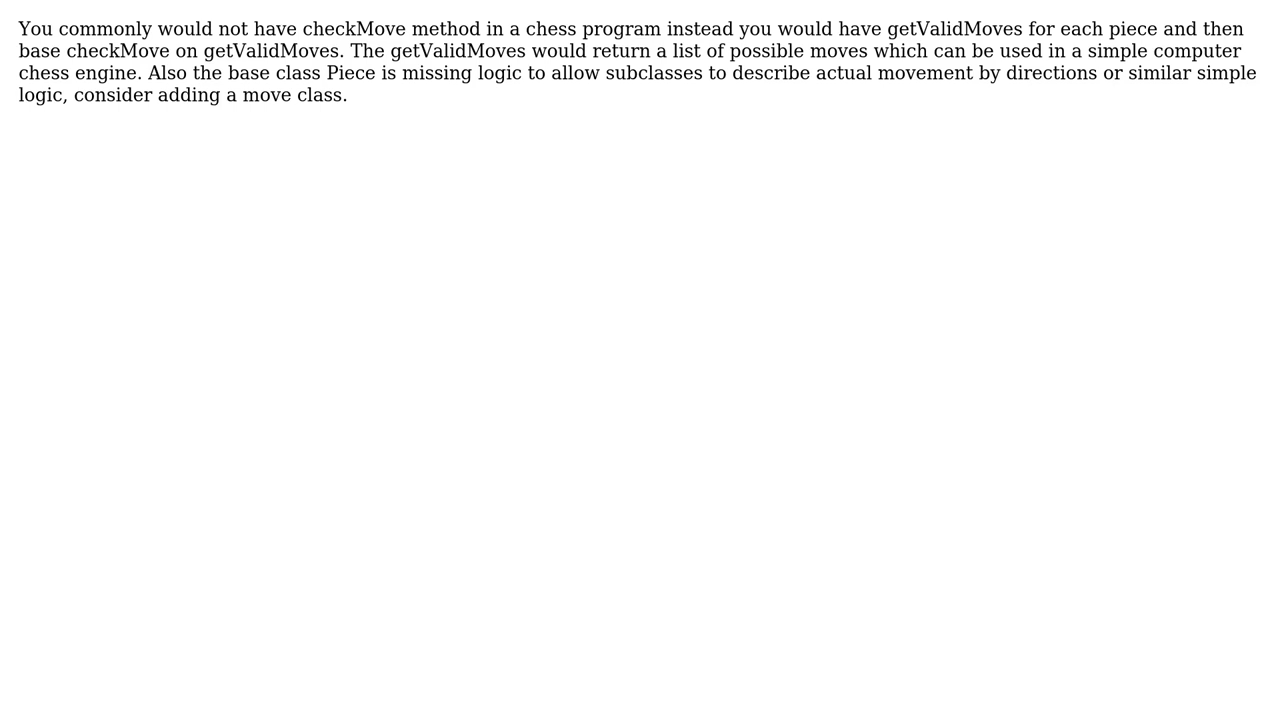 You commonly would not have checkMove method in a chess program instead you would have getValidMoves for each piece and then
base checkMove on getValidMoves. The getValidMoves would return a list of possible moves which can be used in a simple computer
chess engine. Also the base class Piece is missing logic to allow subclasses to describe actual movement by directions or similar simple
logic, consider adding a move class.